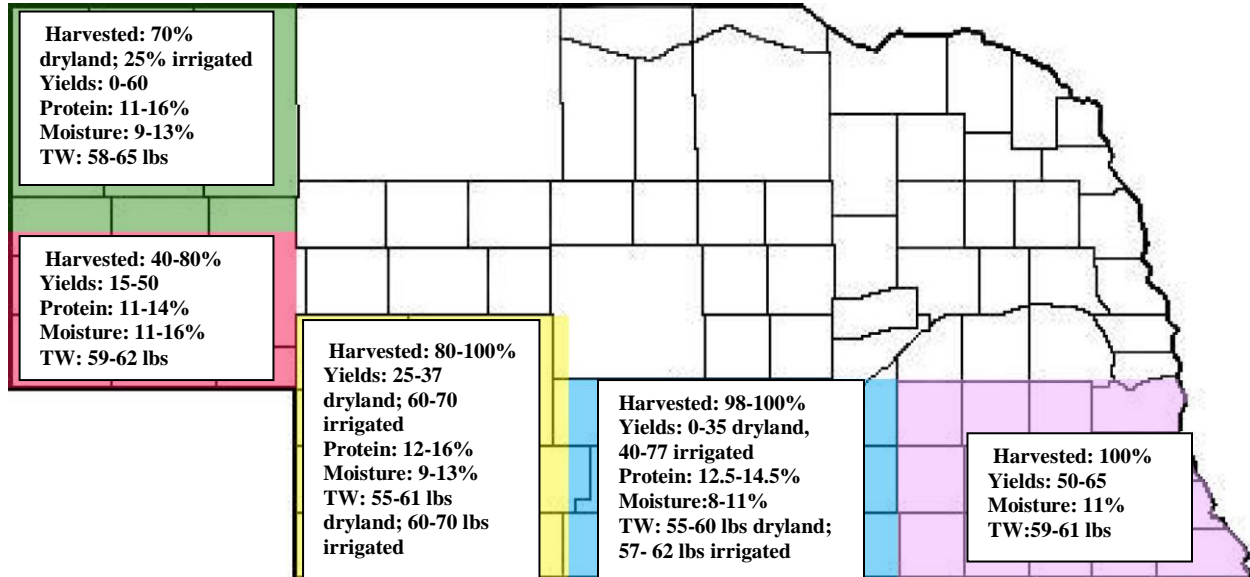 Harvested: 70%
dryland; 25% irrigated
Yields: 0-60
Protein: 11-16%
Moisture: 9-13%
TW: 58-65 lbs
Harvested: 40-80%
Yields: 15-50
Protein: 11-14%
Moisture: 11-16%
TW: 59-62 lbs
Harvested: 80-100%
Yields: 25-37
dryland; 60-70
irrigated
Protein: 12-16%
Moisture: 9-13%
TW: 55-61 lbs
dryland; 60-70 lbs
irrigated
Harvested: 98-100%
Yields: 0-35 dryland,
40-77 irrigated
Protein: 12.5-14.5%
Moisture:8-11%
TW: 55-60 lbs dryland;
57- 62 lbs irrigated
Harvested: 100%
Yields: 50-65
Moisture: 11%
TW:59-61 lbs